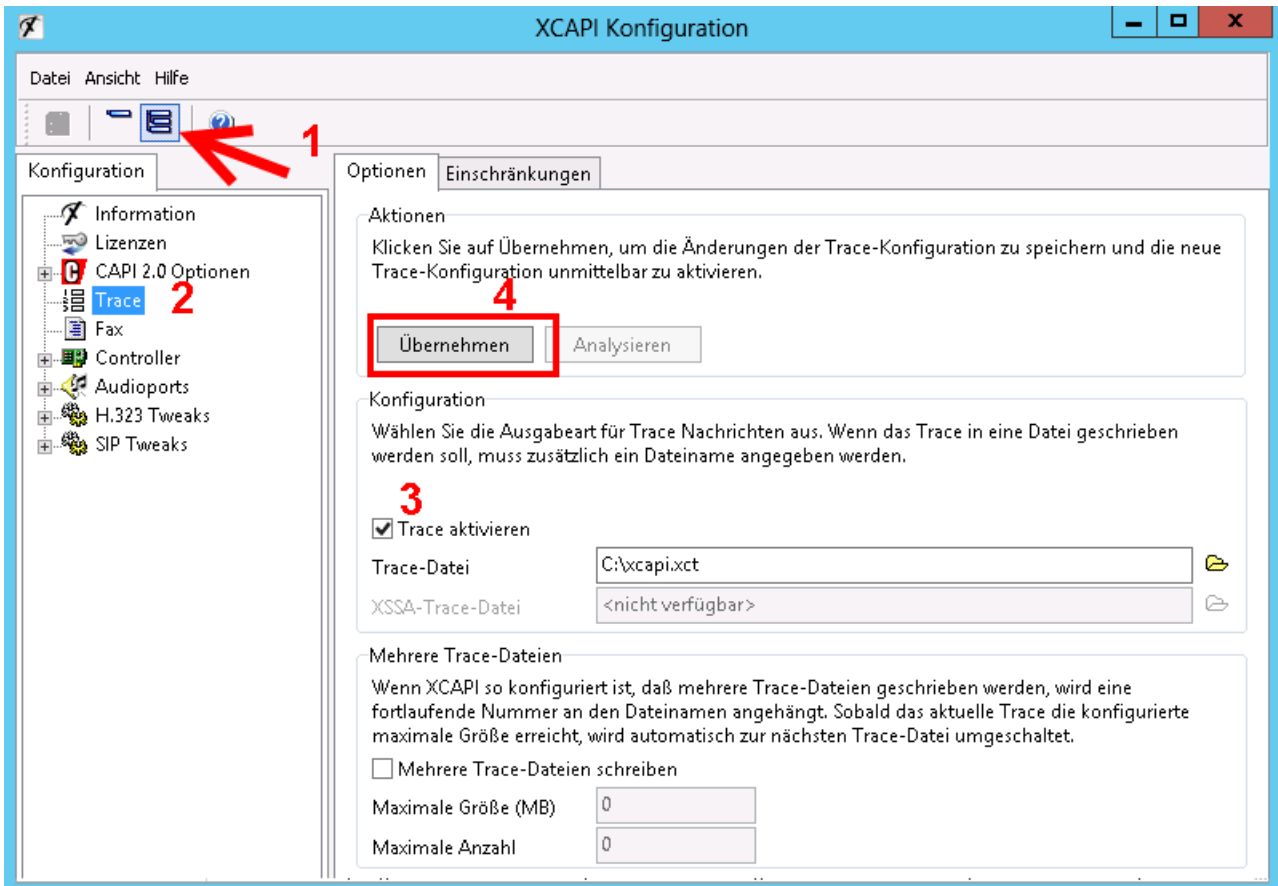 XCAPI Konfiguration
Datei Ansicht Hilfe
1
Konfiguration
Information
Lizenzen
CAPI 2.0 Optionen
Trace 2
Fax
Controller
Audioports
H.323 Tweaks
SIP Tweaks
Optionen Einschränkungen
Aktionen
Klicken Sie auf Übernehmen, um die Änderungen der Trace-Konfiguration zu speichern und die neue
Trace-Konfiguration unmittelbar zu aktivieren.
4
Übernehmen Analysieren
Konfiguration
Wählen Sie die Ausgabeart für Trace Nachrichten aus. Wenn das Trace in eine Datei geschrieben
werden soll, muss zusätzlich ein Dateiname angegeben werden.
3
Trace aktivieren
Trace-Datei C:\xcapi.xct
XSSA-Trace-Datei <nicht verfügbar>
Mehrere Trace-Dateien
Wenn XCAPI so konfiguriert ist, daß mehrere Trace-Dateien geschrieben werden, wird eine
fortlaufende Nummer an den Dateinamen angehängt. Sobald das aktuelle Trace die konfigurierte
maximale Größe erreicht, wird automatisch zur nächsten Trace-Datei umgeschaltet.
Mehrere Trace-Dateien schreiben
Maximale Größe (MB) 0
Maximale Anzahl 0